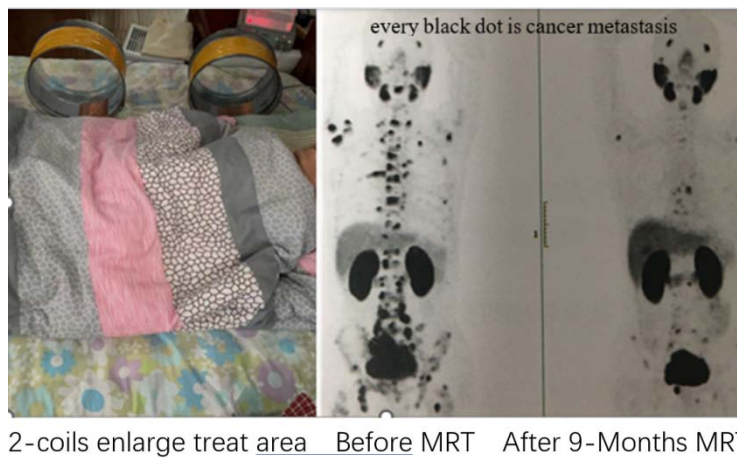 every black dot is cancer metastasis
2-coils enlarge treat area Before MRT After 9-Months MRT